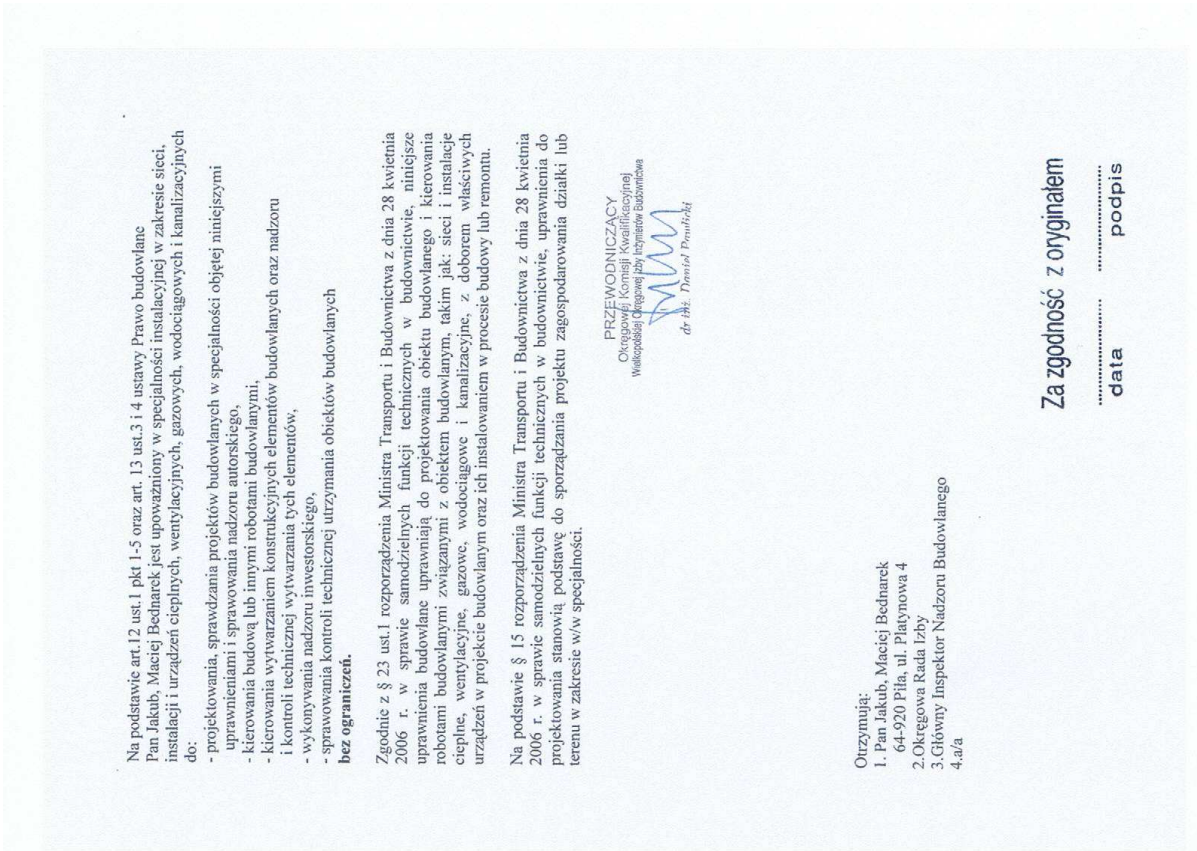 Na podstawie art.12 ust.1 pkt 1-5 oraz art. 13 ust.3 i 4 ustawy Prawo budowlane
Pan Jakub, Maciej Bednarek jest upoważniony w specjalności instalacyjnej w zakresie sieci,
instalacji i urządzeń cieplnych, wentylacyjnych, gazowych, wodociągowych i kanalizacyjnych
do:
- projektowania, sprawdzania projektów budowlanych w specjalności objętej niniejszymi
uprawnieniami i sprawowania nadzoru autorskiego,
- kierowania budową lub innymi robotami budowlanymi,
- kierowania wytwarzaniem konstrukcyjnych elementów budowlanych oraz nadzoru
i kontroli technicznej wytwarzania tych elementów,
- wykonywania nadzoru inwestorskiego,
- sprawowania kontroli technicznej utrzymania obiektów budowlanych
bez ograniczeń.
Zgodnie z § 23 ust.1 rozporządzenia Ministra Transportu i Budownictwa z dnia 28 kwietnia
2006 r. w sprawie samodzielnych funkcji technicznych w budownictwie, niniejsze
uprawnienia budowlane uprawniają do projektowania obiektu budowlanego i kierowania
robotami budowlanymi związanymi z obiektem budowlanym, takim jak: sieci i instalacje
cieplne, wentylacyjne, gazowe, wodociągowe i kanalizacyjne, z doborem właściwych
urządzeń w projekcie budowlanym oraz ich instalowaniem w procesie budowy lub remontu.
Na podstawie § 15 rozporządzenia Ministra Transportu i Budownictwa z dnia 28 kwietnia
2006 r. w sprawie samodzielnych funkcji technicznych w budownictwie, uprawnienia do
projektowania stanowią podstawę do sporządzania projektu zagospodarowania działki lub
terenu w zakresie w/w specjalności.
PRZEWODNICZĄCY
Okręgowej Komisji Kwalifikacyjnej
Wielkopolskiej Okręgowej Izby Inżynierów Budownictwa
dr inż. Daniel Pawlicki
Otrzymują:
1. Pan Jakub, Maciej Bednarek
64-920 Piła, ul. Platynowa 4
2.Okręgowa Rada Izby
3.Główny Inspektor Nadzoru Budowlanego
4.a/a
Za zgodność z oryginałem
data podpis